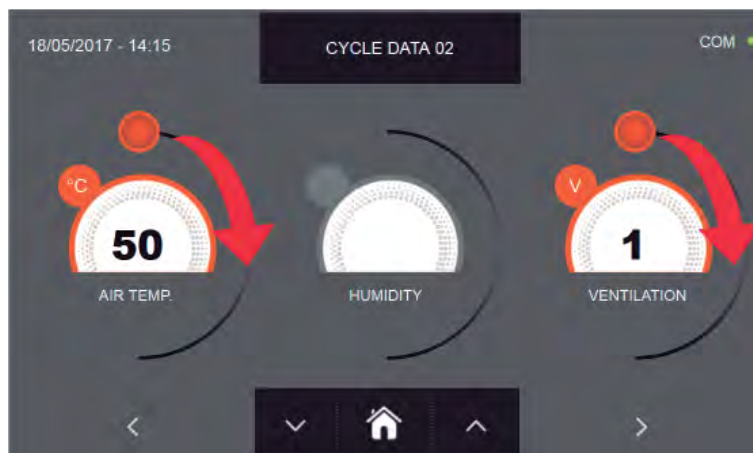 18/05/2017 - 14:15
CYCLE DATA 02
COM
°C
50
AIR TEMP.
HUMIDITY
V
1
VENTILATION